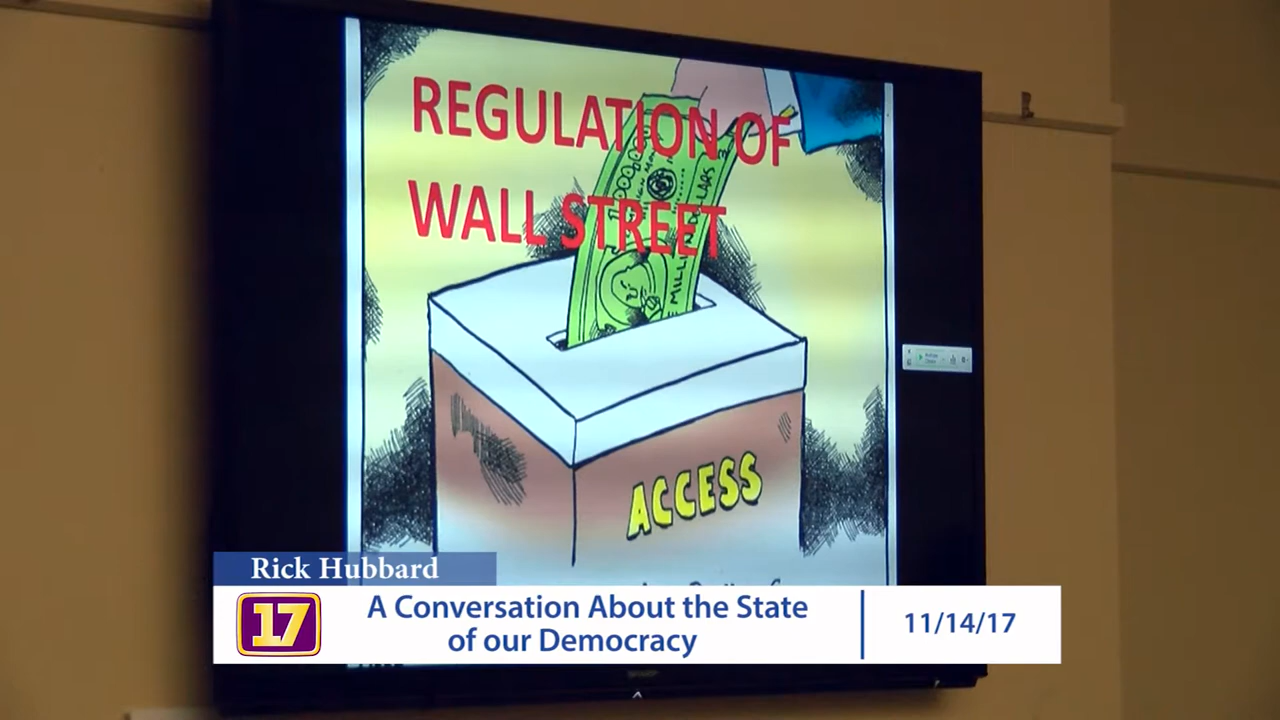 REGULATION OF
WALL STREET
ACCESS
Rick Hubbard
17
A Conversation About the State
of our Democracy
11/14/17